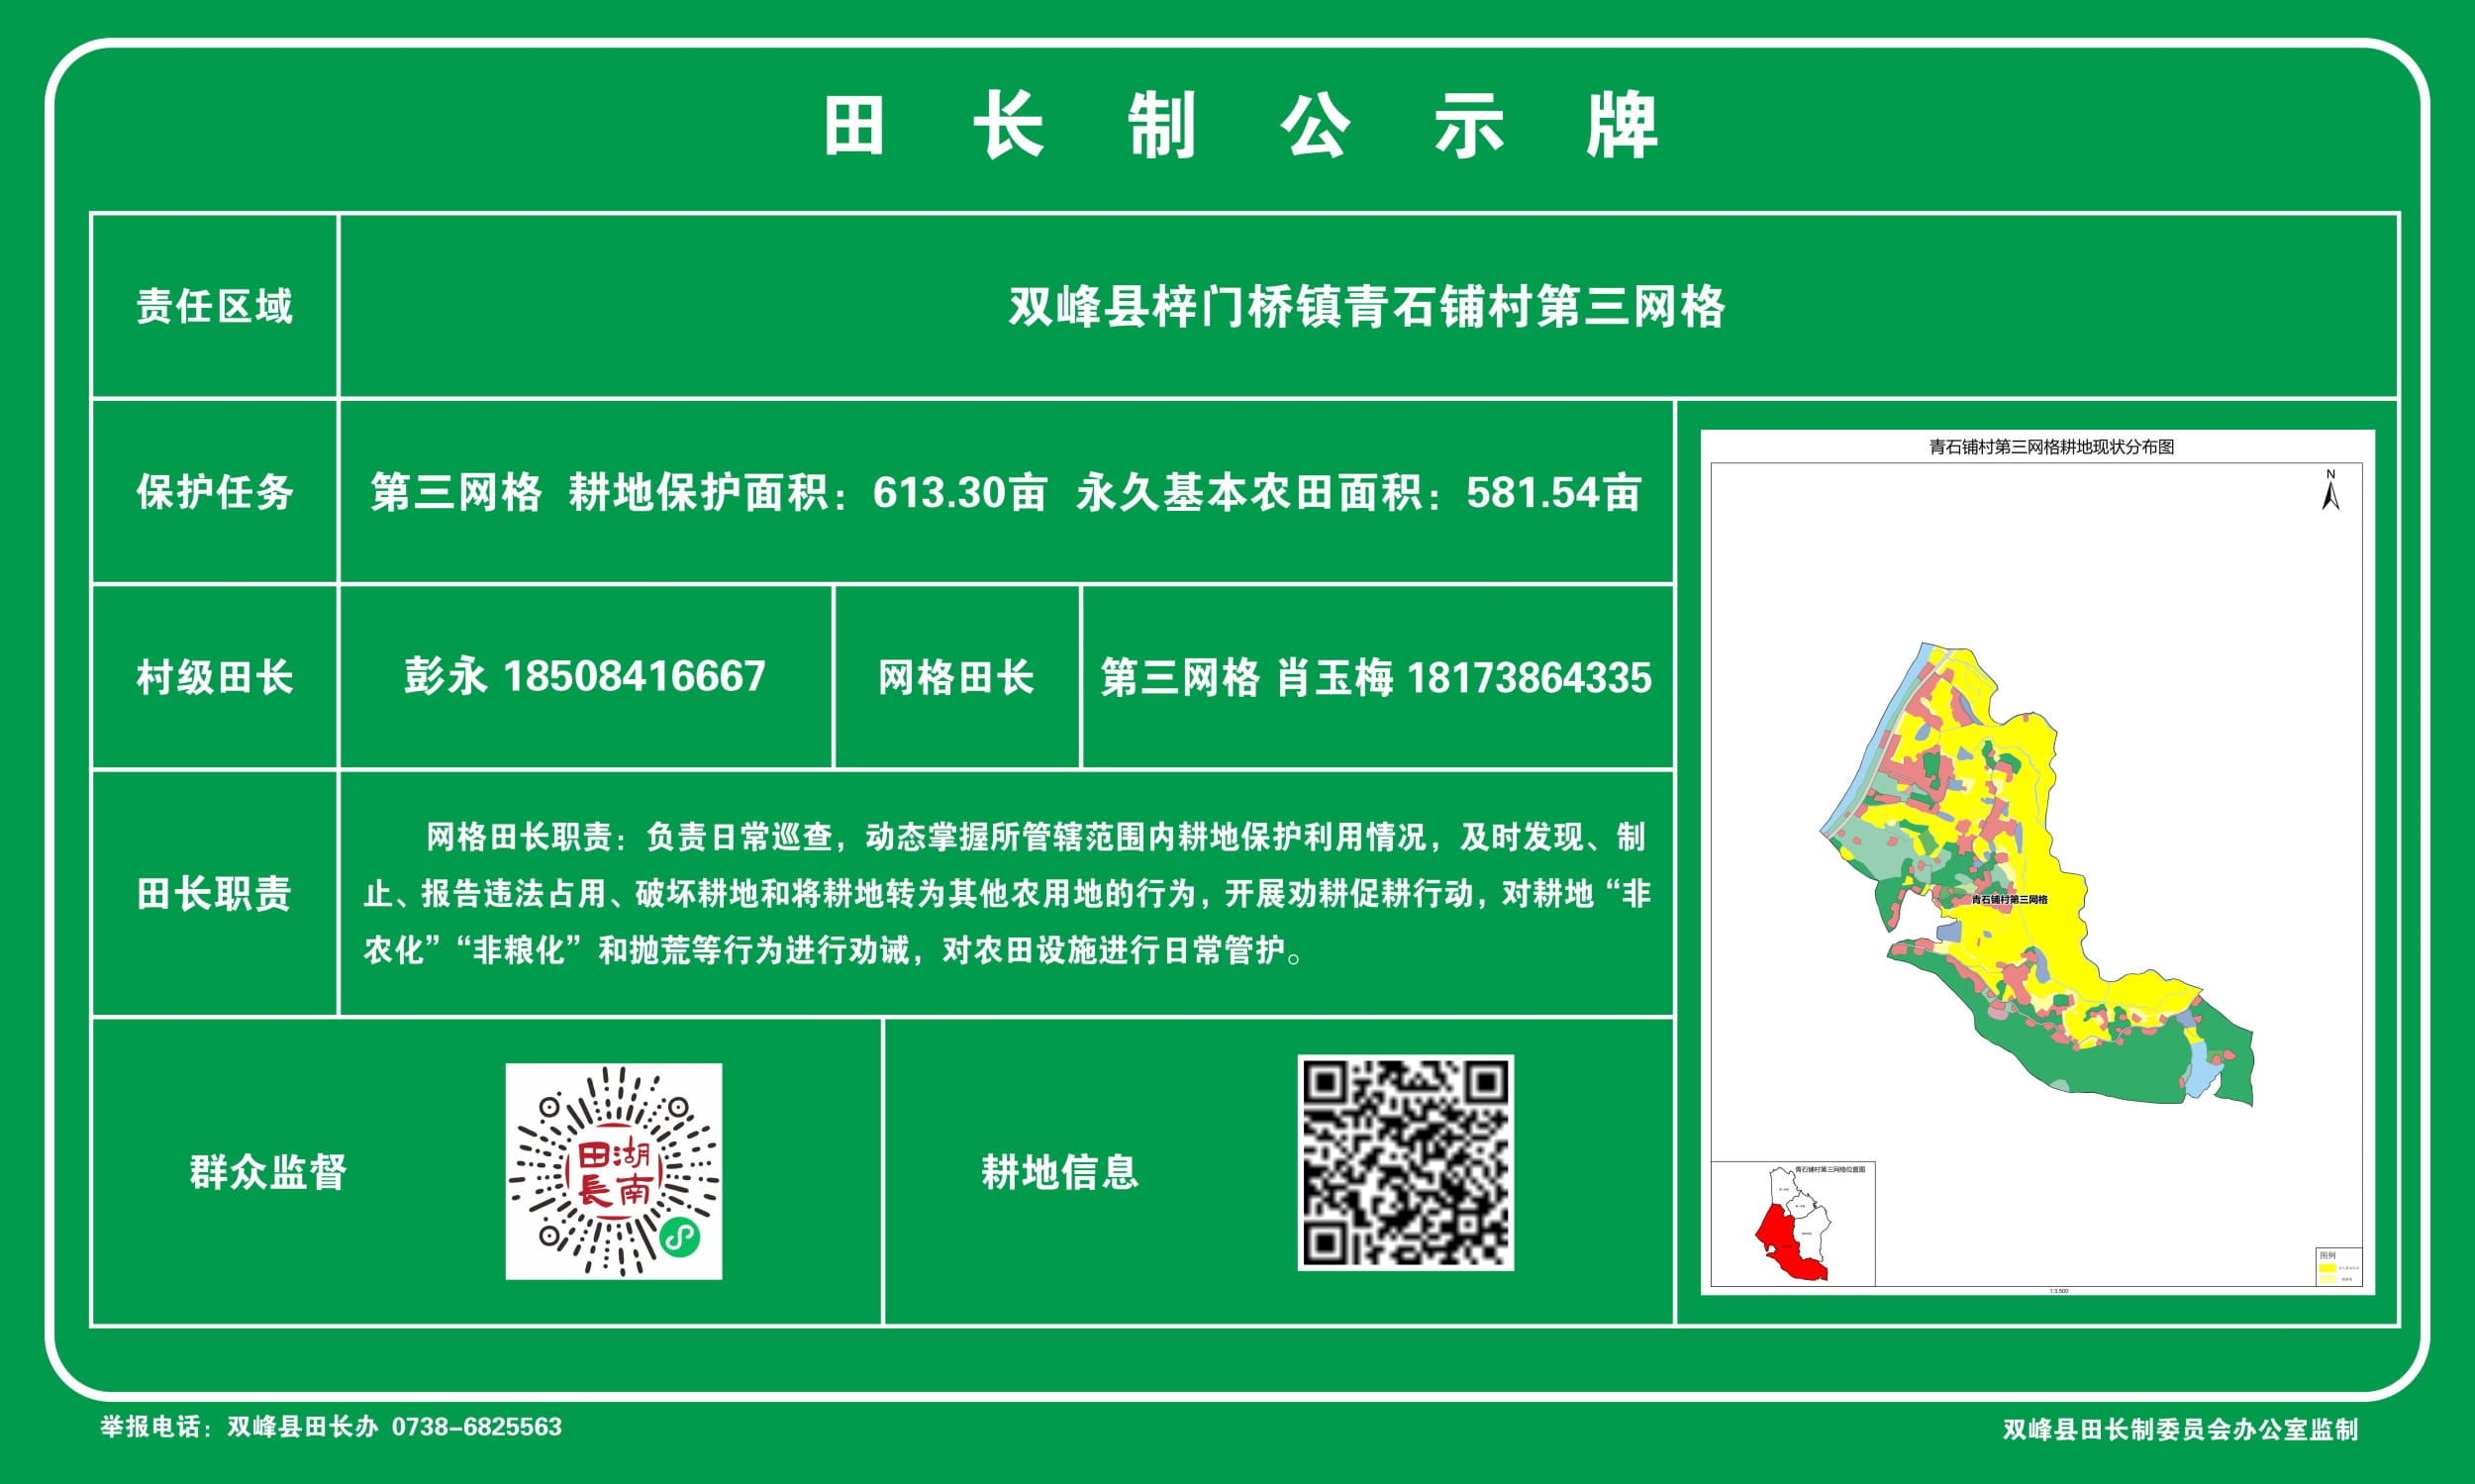 田长制公示牌
责任区域
双峰县梓门桥镇青石铺村第三网格
保护任务
第三网格 耕地保护面积：613.30亩 永久基本农田面积：581.54亩
村级田长
彭永 18508416667
网格田长
第三网格 肖玉梅 18173864335
田长职责
网格田长职责：负责日常巡查，动态掌握所管辖范围内耕地保护利用情况，及时发现、制
止、报告违法占用、破坏耕地和将耕地转为其他农用地的行为，开展劝耕促耕行动，对耕地“非
农化”“非粮化”和抛荒等行为进行劝诫，对农田设施进行日常管护。
群众监督
湖南
田長
耕地信息
青石铺村第三网格耕地现状分布图
N
青石铺村第三网格
青石铺村第三网格位置图
图例
1:3,500
举报电话：双峰县田长办 0738-6825563
双峰县田长制委员会办公室监制